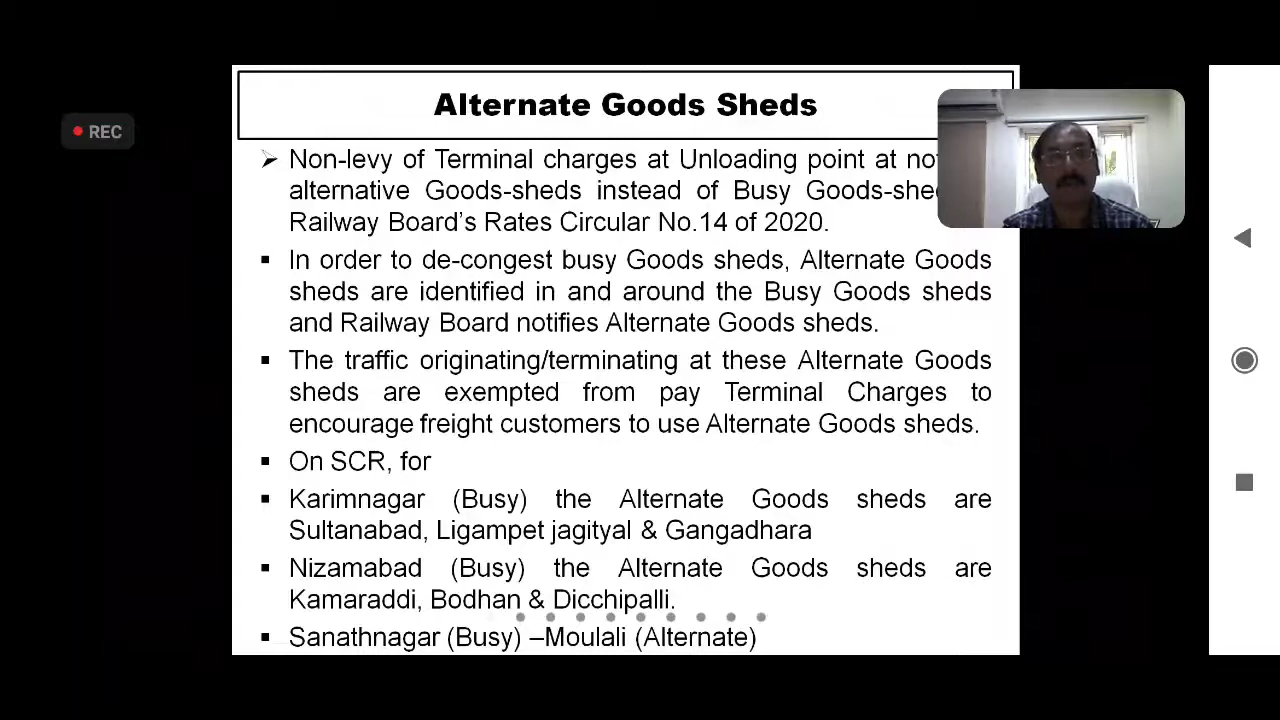 Alternate Goods Sheds
REC
➤ Non-levy of Terminal charges at Unloading point at
alternative Goods-sheds instead of Busy
Railway Board's Rates Circular No.14 of 2020.
▪ In order to de-congest busy Goods sheds, Alternate Goods
sheds are identified in and around the Busy Goods sheds
and Railway Board notifies Alternate Goods sheds.
▪ The traffic originating/terminating at these Alternate Goods
sheds are exempted from pay Terminal Charges to
encourage freight customers to use Alternate Goods sheds.
▪ On SCR, for
▪ Karimnagar (Busy) the Alternate Goods sheds are
Sultanabad, Ligampet jagityal & Gangadhara
▪ Nizamabad (Busy) the Alternate Goods sheds are
Kamaraddi, Bodhan & Dicchipalli.
▪ Sanathnagar (Busy) –Moulali (Alternate)